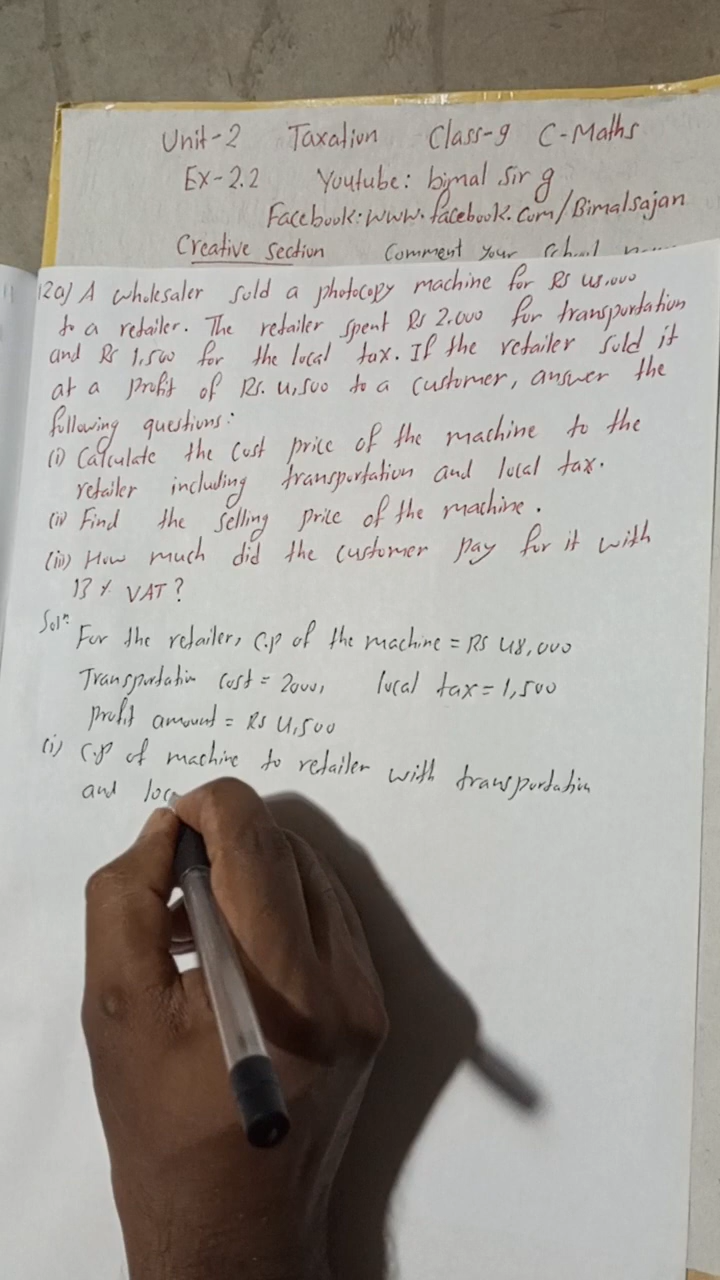 Unit-2 Taxation Class-9 C-Maths
Ex-2.2 Youtube: bimal sir g
Facebook: www.facebook.com/Bimalsajan
Creative section Comment your school
12a) A wholesaler sold a photocopy machine for Rs 48,000
to a retailer. The retailer spent Rs 2,000 for transportation
and Rs 1,500 for the local tax. If the retailer sold it
at a profit of Rs. 4,500 to a customer, answer the
following questions:
(i) Calculate the cost price of the machine to the
retailer including transportation and local tax.
(ii) Find the selling price of the machine.
(iii) How much did the customer pay for it with
13% VAT?
Solⁿ
For the retailer, C.P of the machine = Rs 48,000
Transportation cost = 2000, local tax = 1,500
Profit amount = Rs 4,500
(i) C.P of machine to retailer with transportation
and loc